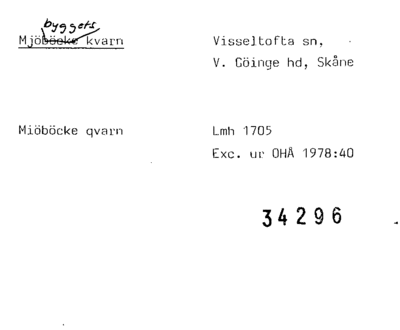 byggets
Mjöböcke kvarn
Visseltofta sn,
V. Göinge hd, Skåne
Miöböcke qvarn
Lmh 1705
Exc. ur OHÅ 1978:40
34296